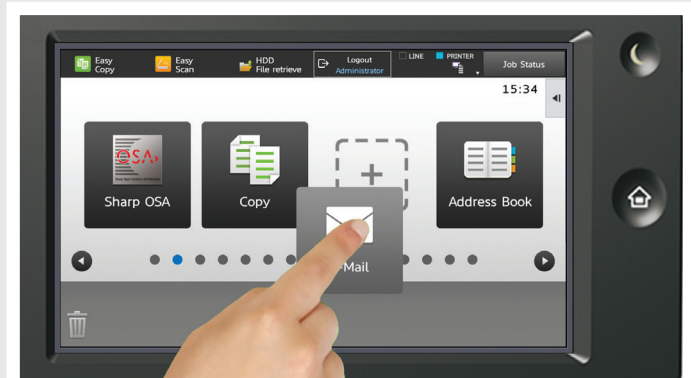 Easy
Copy
Easy
Scan
HDD
File retrieve
Logout
Administrator
LINE
PRINTER
Job Status
15:34
OSA
Sharp OSA
Copy
-Mail
Address Book